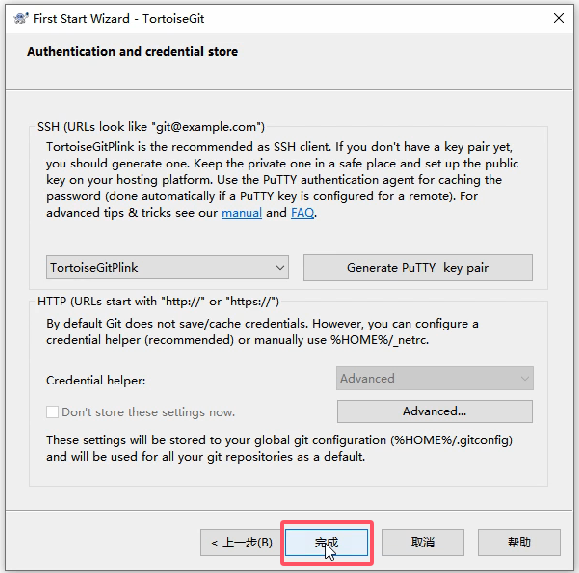 First Start Wizard - TortoiseGit
Authentication and credential store
SSH (URLs look like "git@example.com")
TortoiseGitPlink is the recommended as SSH client. If you don't have a key pair yet,
you should generate one. Keep the private one in a safe place and set up the public
key on your hosting platform. Use the PuTTY authentication agent for caching the
password (done automatically if a PuTTY key is configured for a remote). For
advanced tips & tricks see our manual and FAQ.
TortoiseGitPlink
Generate PuTTY key pair
HTTP (URLs start with "http://" or "https://")
By default Git does not save/cache credentials. However, you can configure a
credential helper (recommended) or manually use %HOME%/_netrc.
Credential helper:
Advanced
Don't store these settings now.
Advanced...
These settings will be stored to your global git configuration (%HOME%/.gitconfig)
and will be used for all your git repositories as a default.
< 上一步(B)
完成
取消
帮助